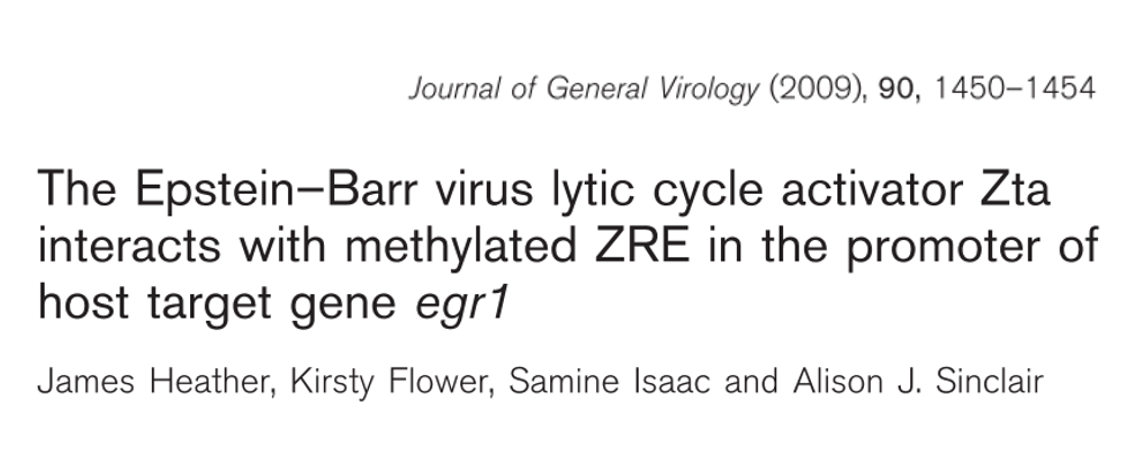 Journal of General Virology (2009), 90, 1450–1454
The Epstein–Barr virus lytic cycle activator Zta
interacts with methylated ZRE in the promoter of
host target gene egr1
James Heather, Kirsty Flower, Samine Isaac and Alison J. Sinclair